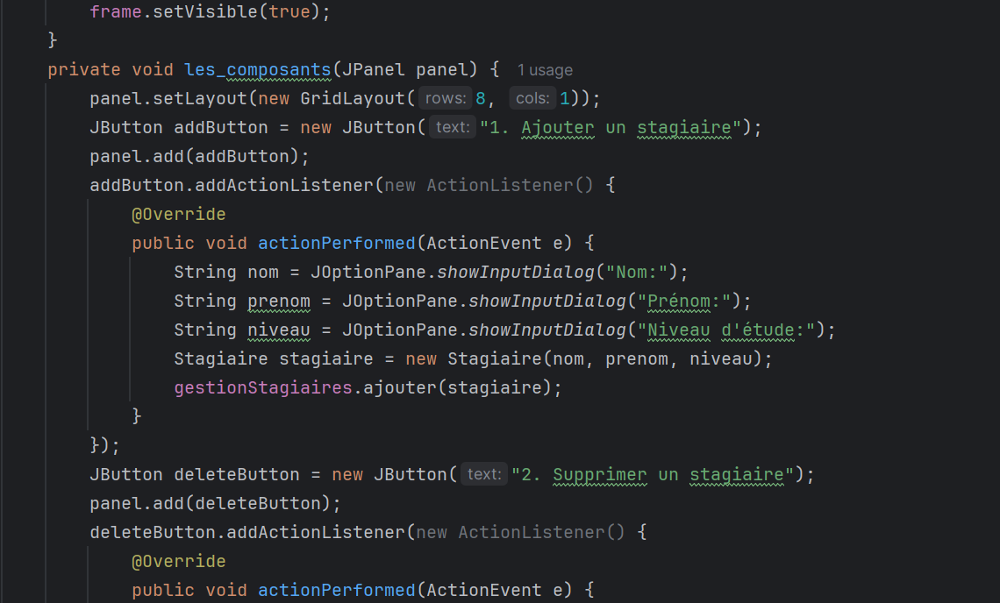 frame.setVisible(true);
}
private void les_composants(JPanel panel) { 1 usage
panel.setLayout(new GridLayout( rows: 8, cols: 1));
JButton addButton = new JButton( text: "1. Ajouter un stagiaire");
panel.add(addButton);
addButton.addActionListener(new ActionListener() {
@Override
public void actionPerformed(ActionEvent e) {
String nom = JOptionPane.showInputDialog("Nom:");
String prenom = JOptionPane.showInputDialog("Prénom:");
String niveau = JOptionPane.showInputDialog("Niveau d'étude:");
Stagiaire stagiaire = new Stagiaire(nom, prenom, niveau);
gestionStagiaires.ajouter(stagiaire);
}
});
JButton deleteButton = new JButton( text: "2. Supprimer un stagiaire");
panel.add(deleteButton);
deleteButton.addActionListener(new ActionListener() {
@Override
public void actionPerformed(ActionEvent e) {